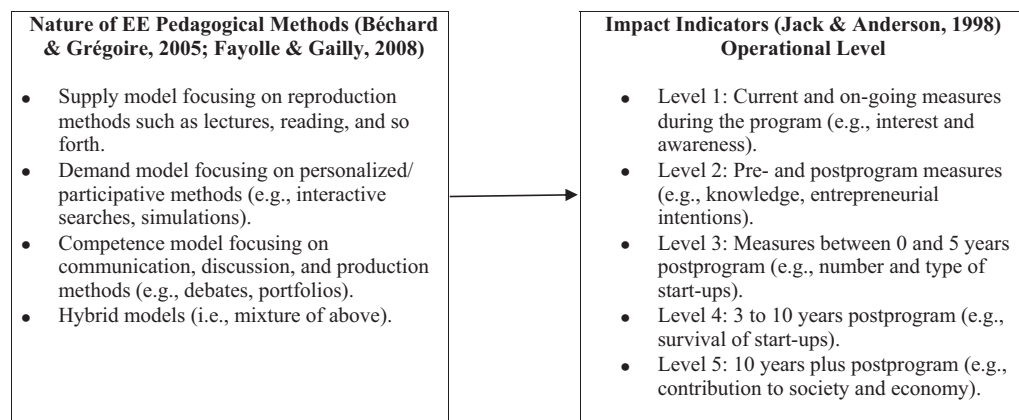 Nature of EE Pedagogical Methods (Béchard
& Grégoire, 2005; Fayolle & Gailly, 2008)
● Supply model focusing on reproduction
methods such as lectures, reading, and so
forth.
● Demand model focusing on personalized/
participative methods (e.g., interactive
searches, simulations).
● Competence model focusing on
communication, discussion, and production
methods (e.g., debates, portfolios).
● Hybrid models (i.e., mixture of above).
Impact Indicators (Jack & Anderson, 1998)
Operational Level
● Level 1: Current and on-going measures
during the program (e.g., interest and
awareness).
● Level 2: Pre- and postprogram measures
(e.g., knowledge, entrepreneurial
intentions).
● Level 3: Measures between 0 and 5 years
postprogram (e.g., number and type of
start-ups).
● Level 4: 3 to 10 years postprogram (e.g.,
survival of start-ups).
● Level 5: 10 years plus postprogram (e.g.,
contribution to society and economy).